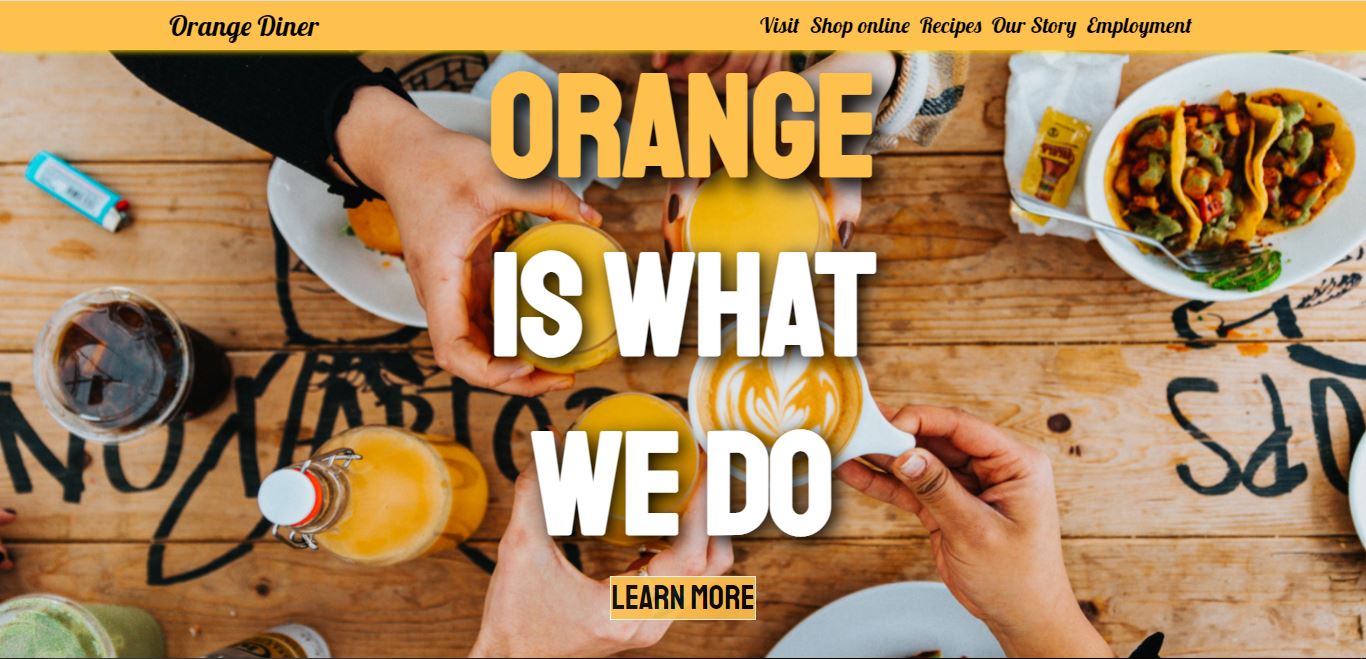 Orange Diner
Visit Shop online Recipes Our Story Employment
ORANGE
IS WHAT
WE DO
LEARN MORE